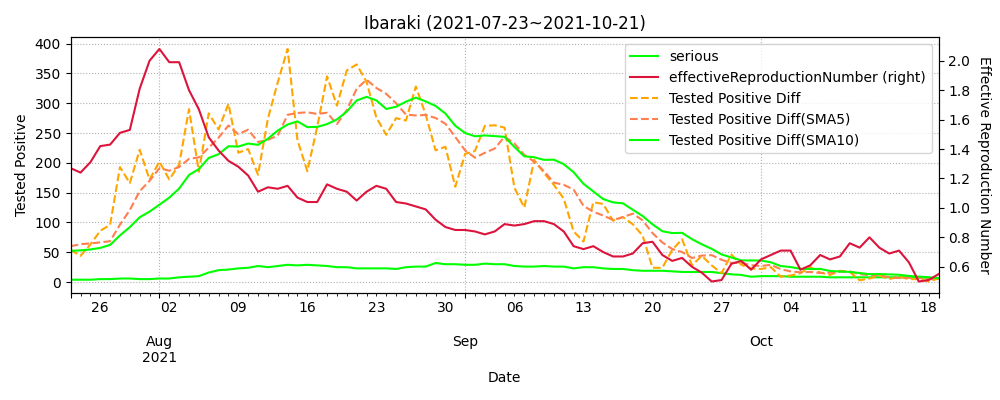 Ibaraki (2021-07-23~2021-10-21)
400
350
300
250
200
150
100
50
0
Tested Positive
serious
effectiveReproductionNumber (right)
Tested Positive Diff
Tested Positive Diff(SMA5)
Tested Positive Diff(SMA10)
2.0
1.8
1.6
1.4
1.2
1.0
0.8
0.6
Effective Reproduction Number
26 02 09 16 23 30 06 13 20 27 04 11 18
Aug Sep Oct
2021
Date